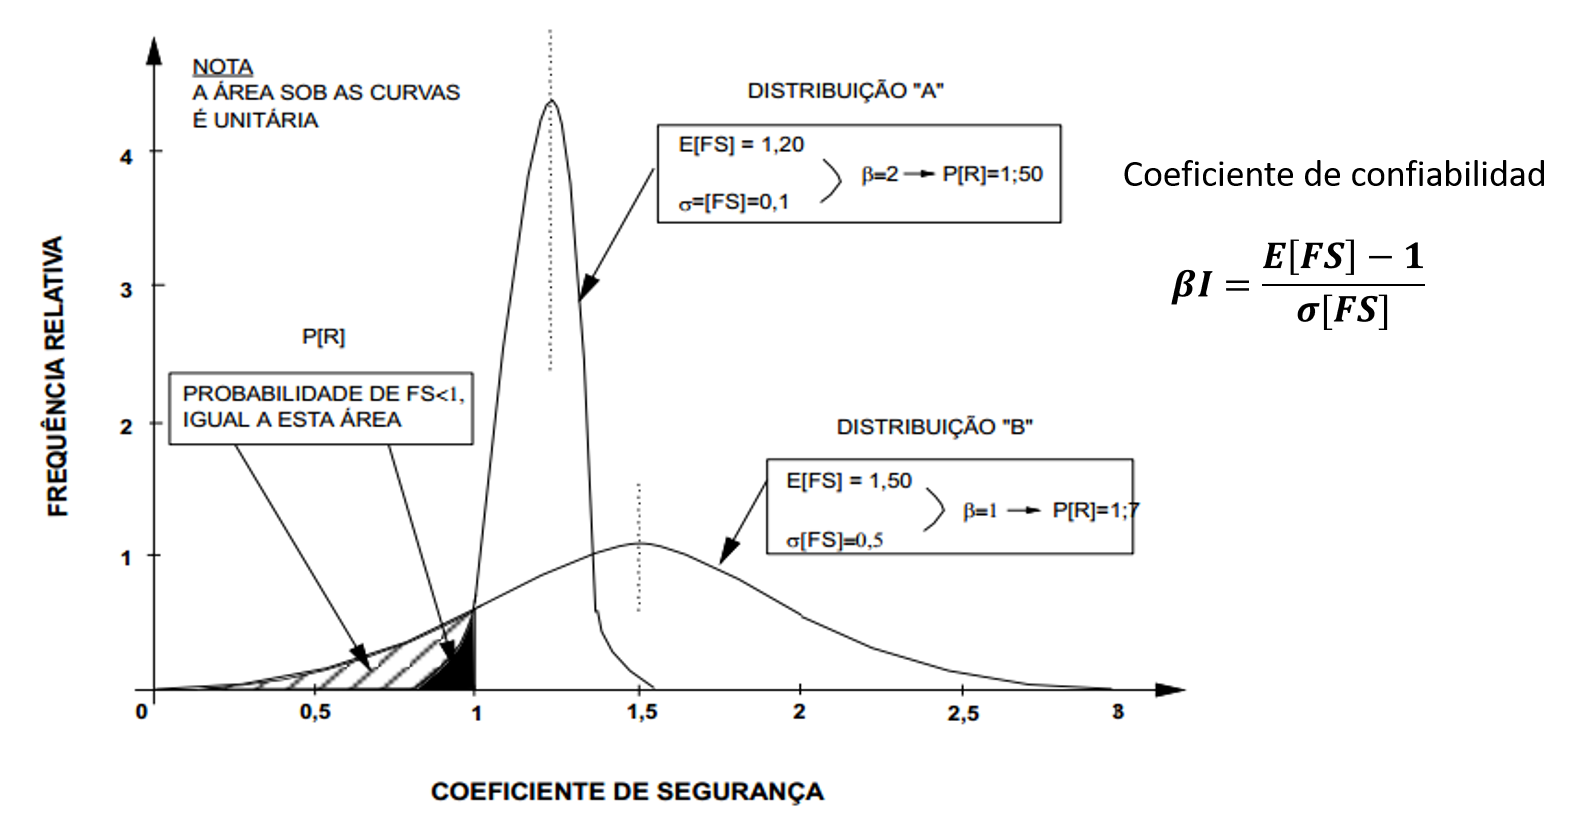 NOTA
A ÁREA SOB AS CURVAS
É UNITÁRIA
DISTRIBUIÇÃO "A"
E[FS] = 1,20
σ=[FS]=0,1
β=2 → P[R]=1;50
Coeficiente de confiabilidad
βI = (E[FS] − 1) / σ[FS]
P[R]
PROBABILIDADE DE FS<1,
IGUAL A ESTA ÁREA
DISTRIBUIÇÃO "B"
E[FS] = 1,50
σ[FS]=0,5
β=1 → P[R]=1;7
FREQUÊNCIA RELATIVA
4
3
2
1
0 0,5 1 1,5 2 2,5 3
COEFICIENTE DE SEGURANÇA